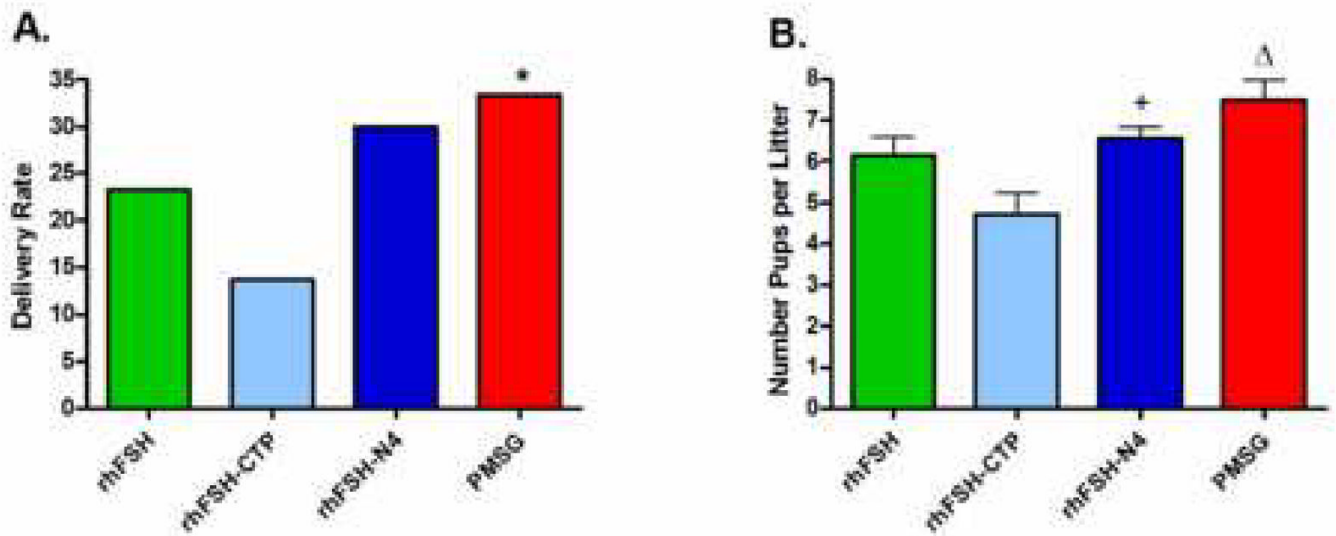 A.
Delivery Rate
35
30
25
20
15
10
5
0
*
rhFSH
rhFSH-CTP
rhFSH-N4
PMSG
B.
Number Pups per Litter
8
7
6
5
4
3
2
1
0
+
Δ
rhFSH
rhFSH-CTP
rhFSH-N4
PMSG